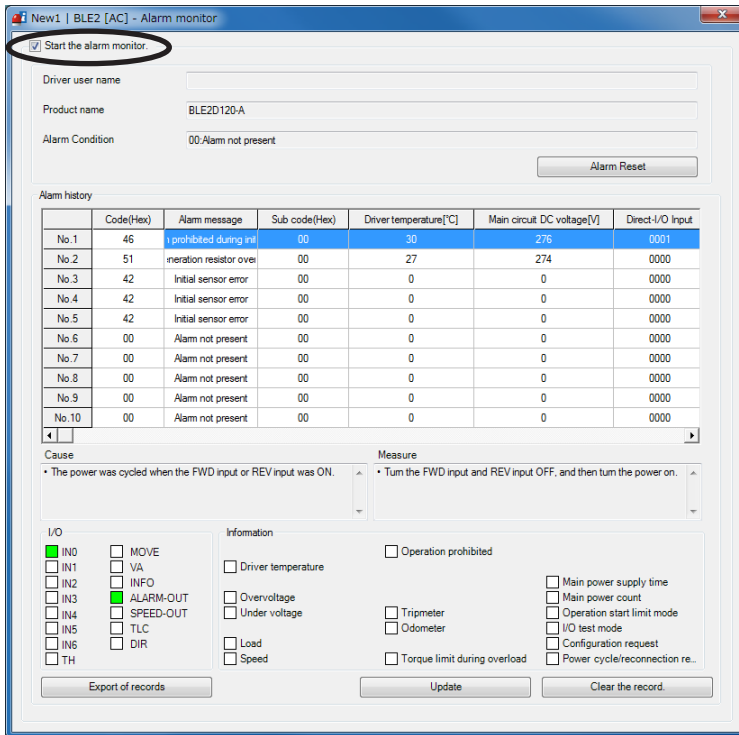 New1 | BLE2 [AC] - Alarm monitor
Start the alarm monitor.
Driver user name
Product name BLE2D120-A
Alarm Condition 00:Alarm not present
Alarm Reset
Alarm history
Code(Hex) Alarm message Sub code(Hex) Driver temperature[°C] Main circuit DC voltage[V] Direct-I/O Input
No.1 46 prohibited during init 00 30 276 0001
No.2 51 neration resistor over 00 27 274 0000
No.3 42 Initial sensor error 00 0 0 0000
No.4 42 Initial sensor error 00 0 0 0000
No.5 42 Initial sensor error 00 0 0 0000
No.6 00 Alarm not present 00 0 0 0000
No.7 00 Alarm not present 00 0 0 0000
No.8 00 Alarm not present 00 0 0 0000
No.9 00 Alarm not present 00 0 0 0000
No.10 00 Alarm not present 00 0 0 0000
Cause Measure
• The power was cycled when the FWD input or REV input was ON. • Turn the FWD input and REV input OFF, and then turn the power on.
I/O Information
IN0 MOVE Operation prohibited
IN1 VA Driver temperature
IN2 INFO Main power supply time
IN3 ALARM-OUT Overvoltage Main power count
IN4 SPEED-OUT Under voltage Tripmeter Operation start limit mode
IN5 TLC Odometer I/O test mode
IN6 DIR Load Configuration request
TH Speed Torque limit during overload Power cycle/reconnection re...
Export of records Update Clear the record.